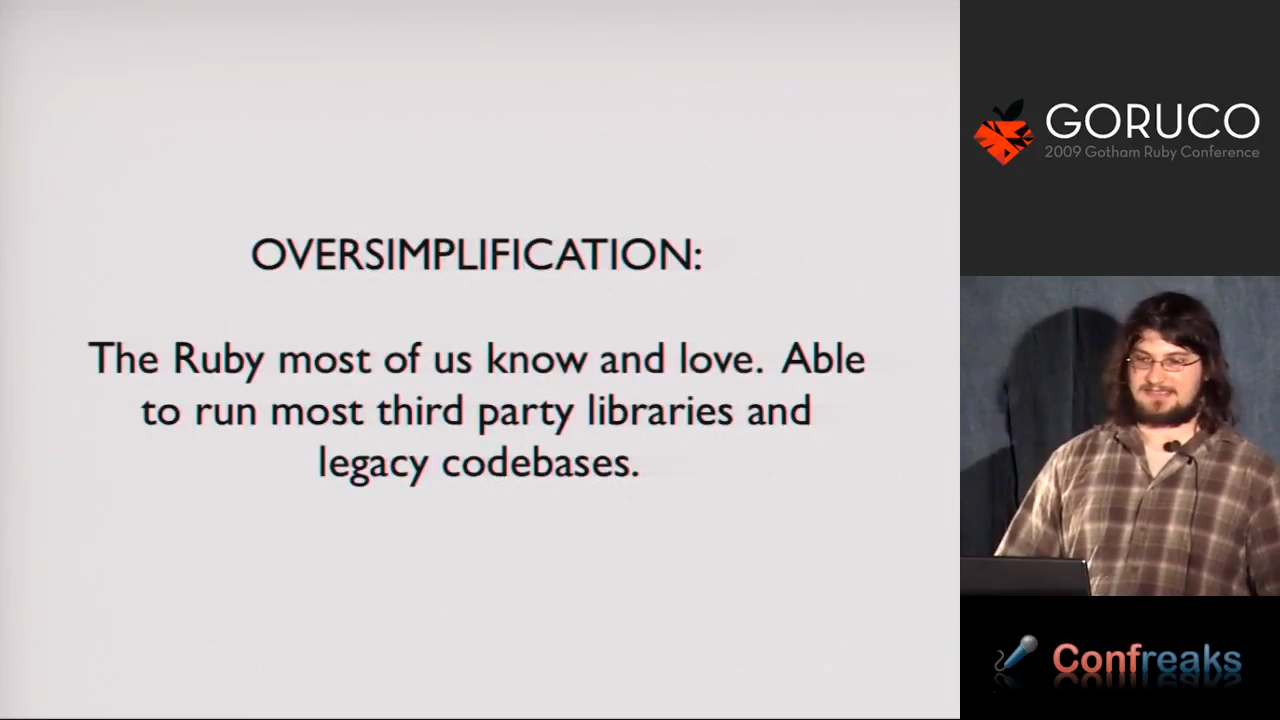 OVERSIMPLIFICATION:
The Ruby most of us know and love. Able
to run most third party libraries and
legacy codebases.
GORUCO
2009 Gotham Ruby Conference
Confreaks